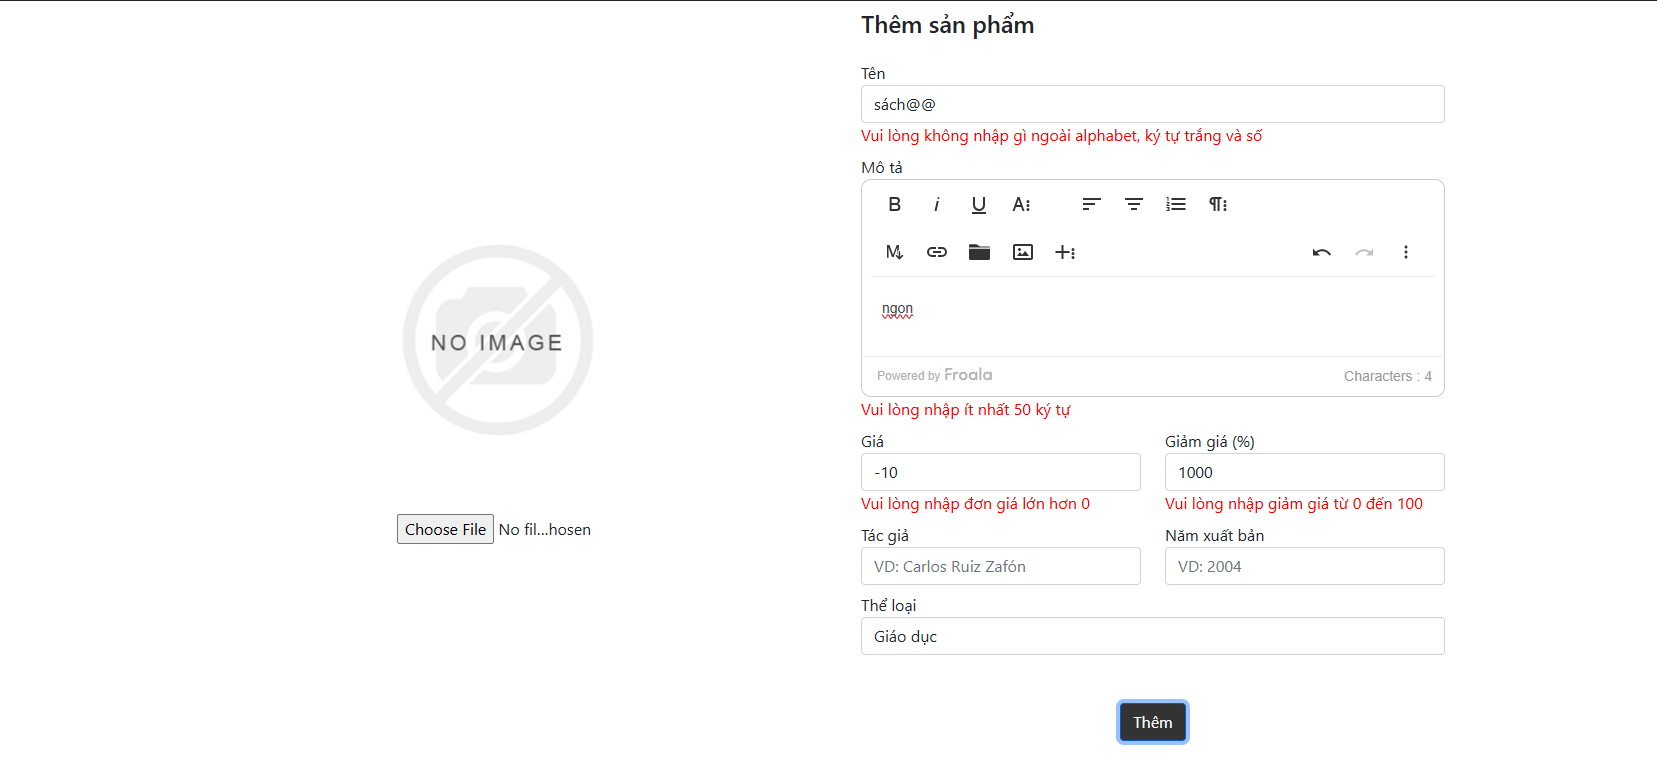 Thêm sản phẩm
Tên
sách@@
Vui lòng không nhập gì ngoài alphabet, ký tự trắng và số
Mô tả
ngon
Powered by Froala
Characters : 4
Vui lòng nhập ít nhất 50 ký tự
NO IMAGE
Choose File No fil...hosen
Giá
Giảm giá (%)
-10
1000
Vui lòng nhập đơn giá lớn hơn 0
Vui lòng nhập giảm giá từ 0 đến 100
Tác giả
Năm xuất bản
VD: Carlos Ruiz Zafón
VD: 2004
Thể loại
Giáo dục
Thêm